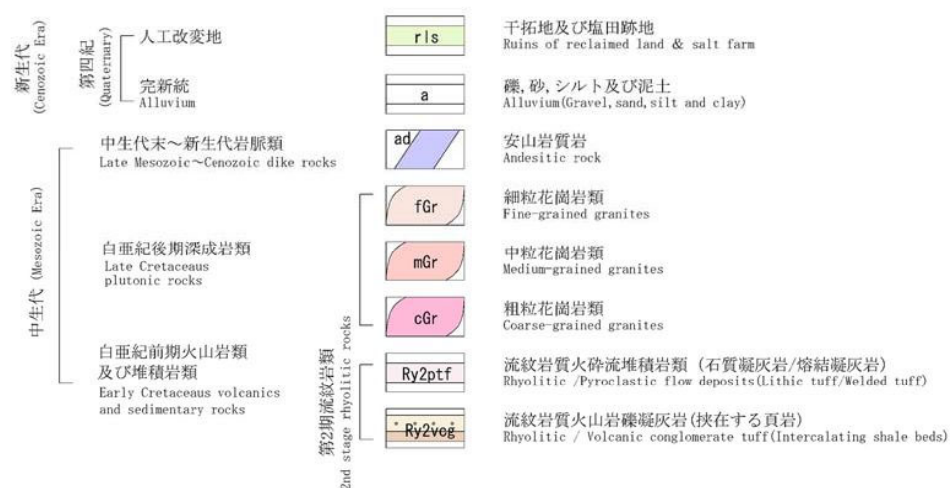 新生代
(Cenozoic Era)
第四紀
(Quaternary)
人工改変地
r|s
干拓地及び塩田跡地
Ruins of reclaimed land & salt farm
完新統
Alluvium
a
礫,砂,シルト及び泥土
Alluvium(Gravel,sand,silt and clay)
中生代 (Mesozoic Era)
中生代末～新生代岩脈類
Late Mesozoic～Cenozoic dike rocks
ad
安山岩質岩
Andesitic rock
白亜紀後期深成岩類
Late Cretaceaus
plutonic rocks
fGr
細粒花崗岩類
Fine-grained granites
mGr
中粒花崗岩類
Medium-grained granites
cGr
粗粒花崗岩類
Coarse-grained granites
白亜紀前期火山岩類
及び堆積岩類
Early Cretaceous volcanics
and sedimentary rocks
第2期流紋岩類
2nd stage rhyolitic rocks
Ry2ptf
流紋岩質火砕流堆積岩類 (石質凝灰岩/熔結凝灰岩)
Rhyolitic /Pyroclastic flow deposits(Lithic tuff/Welded tuff)
Ry2vcg
流紋岩質火山岩礫凝灰岩(挟在する頁岩)
Rhyolitic / Volcanic conglomerate tuff(Intercalating shale beds)